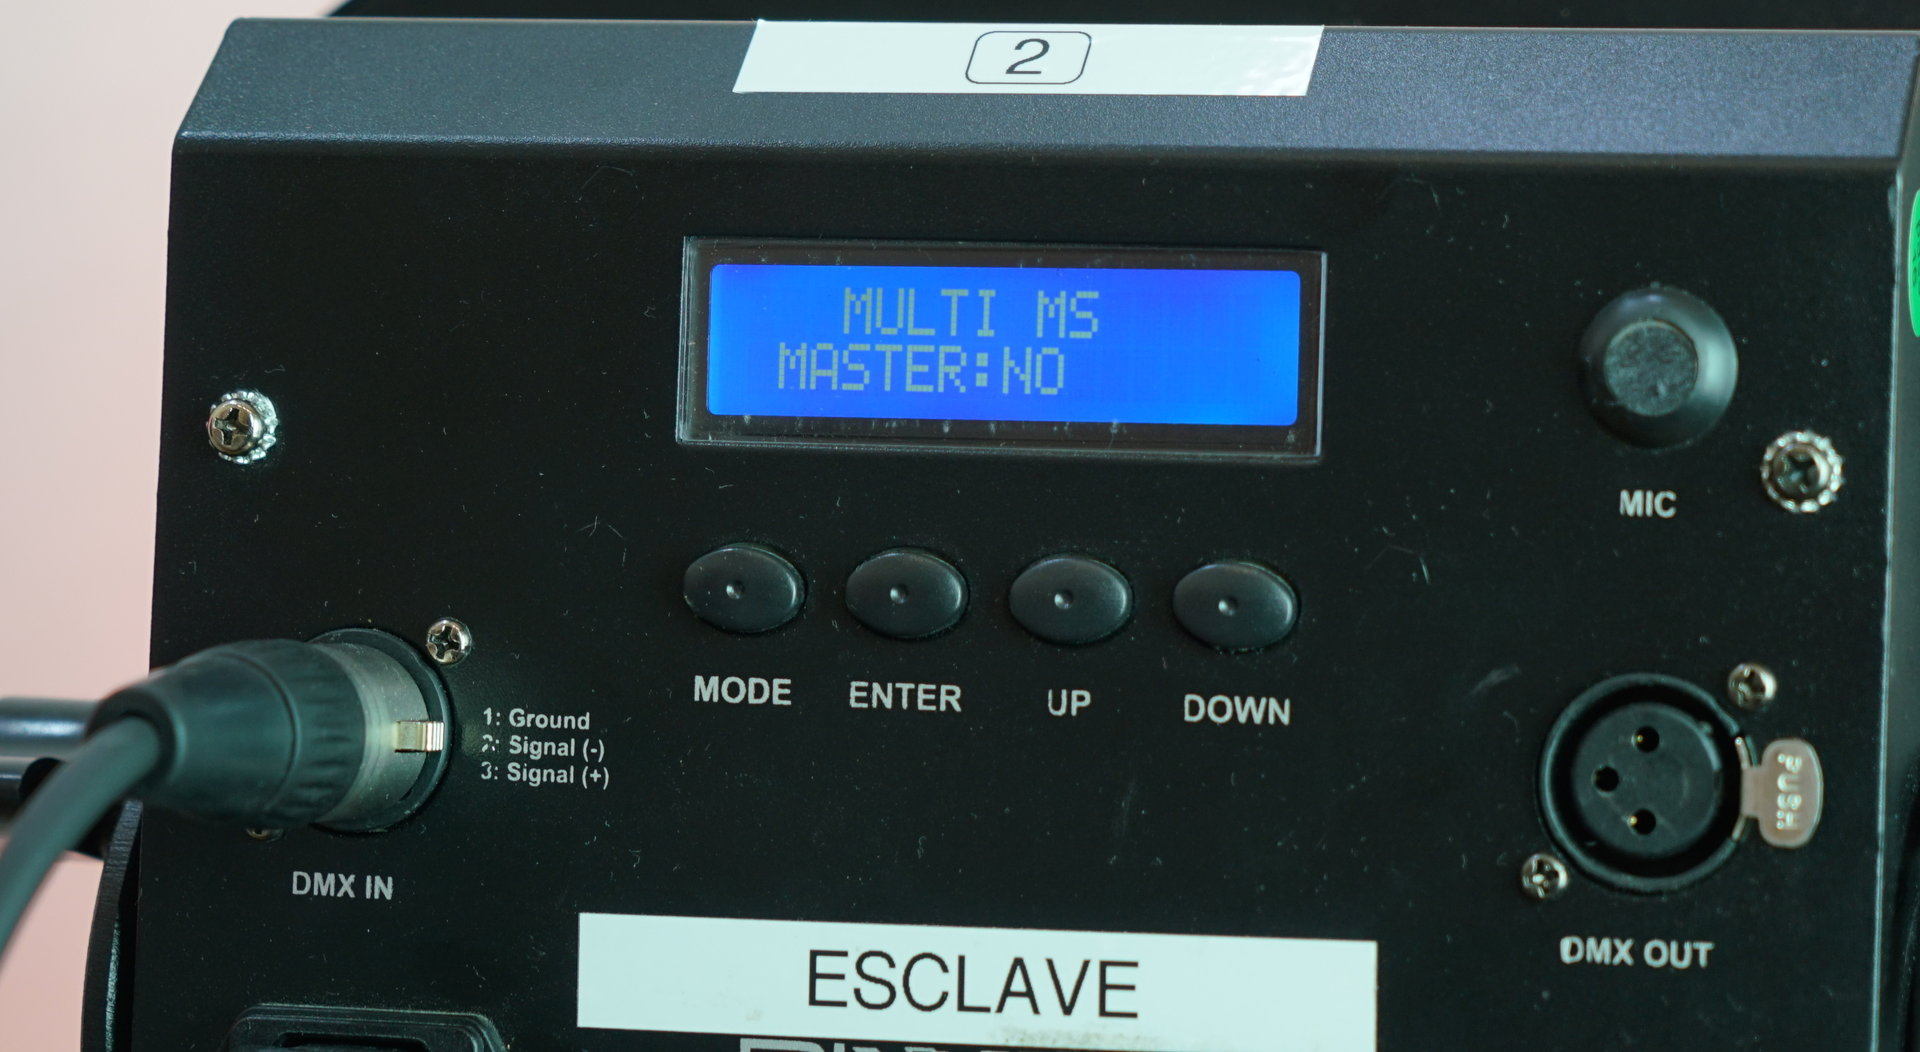 2
MULTI MS
MASTER:NO
MIC
MODE
ENTER
UP
DOWN
1: Ground
2: Signal (-)
3: Signal (+)
PUSH
DMX IN
DMX OUT
ESCLAVE